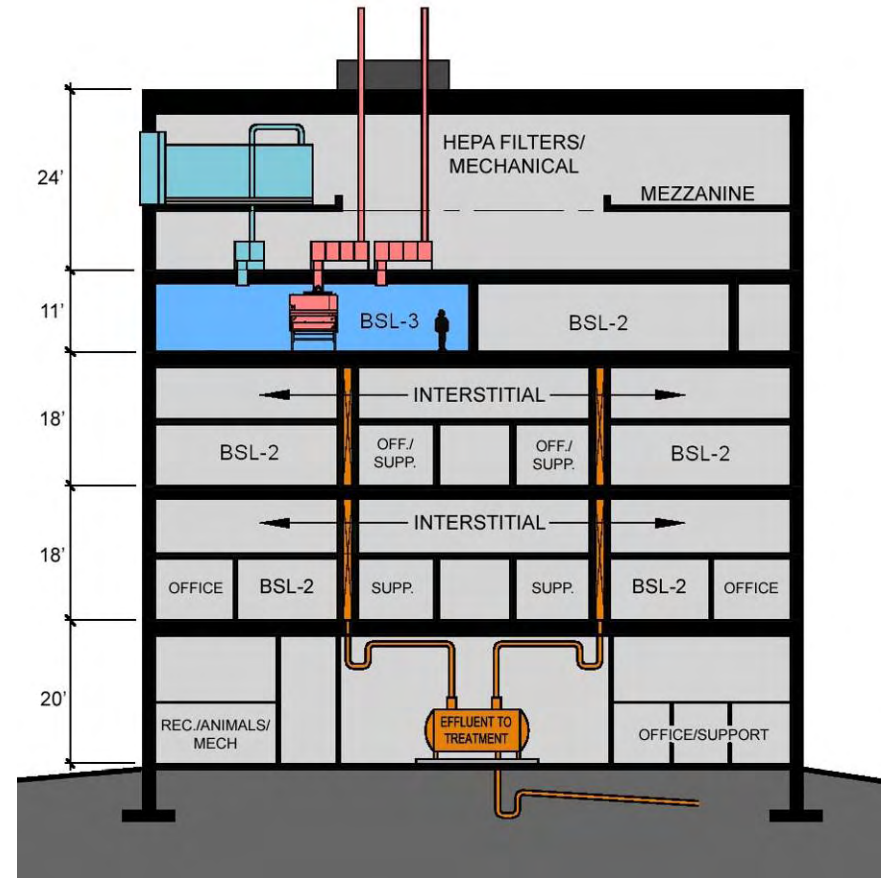 24'
HEPA FILTERS/
MECHANICAL
MEZZANINE
11'
BSL-3
BSL-2
18'
INTERSTITIAL
BSL-2
OFF./
SUPP.
OFF./
SUPP.
BSL-2
18'
INTERSTITIAL
OFFICE
BSL-2
SUPP.
SUPP.
BSL-2
OFFICE
20'
REC./ANIMALS/
MECH
EFFLUENT TO
TREATMENT
OFFICE/SUPPORT